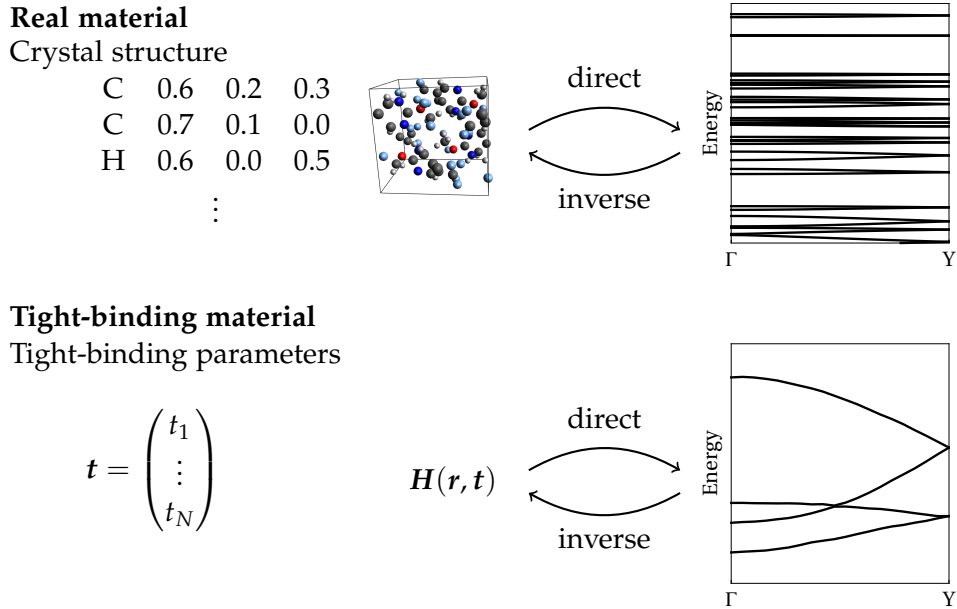 Real material
Crystal structure
C 0.6 0.2 0.3
C 0.7 0.1 0.0
H 0.6 0.0 0.5
⋮
direct
inverse
Energy
Γ Y
Tight-binding material
Tight-binding parameters
t = (t₁ ⋮ t_N)
H(r, t)
direct
inverse
Energy
Γ Y